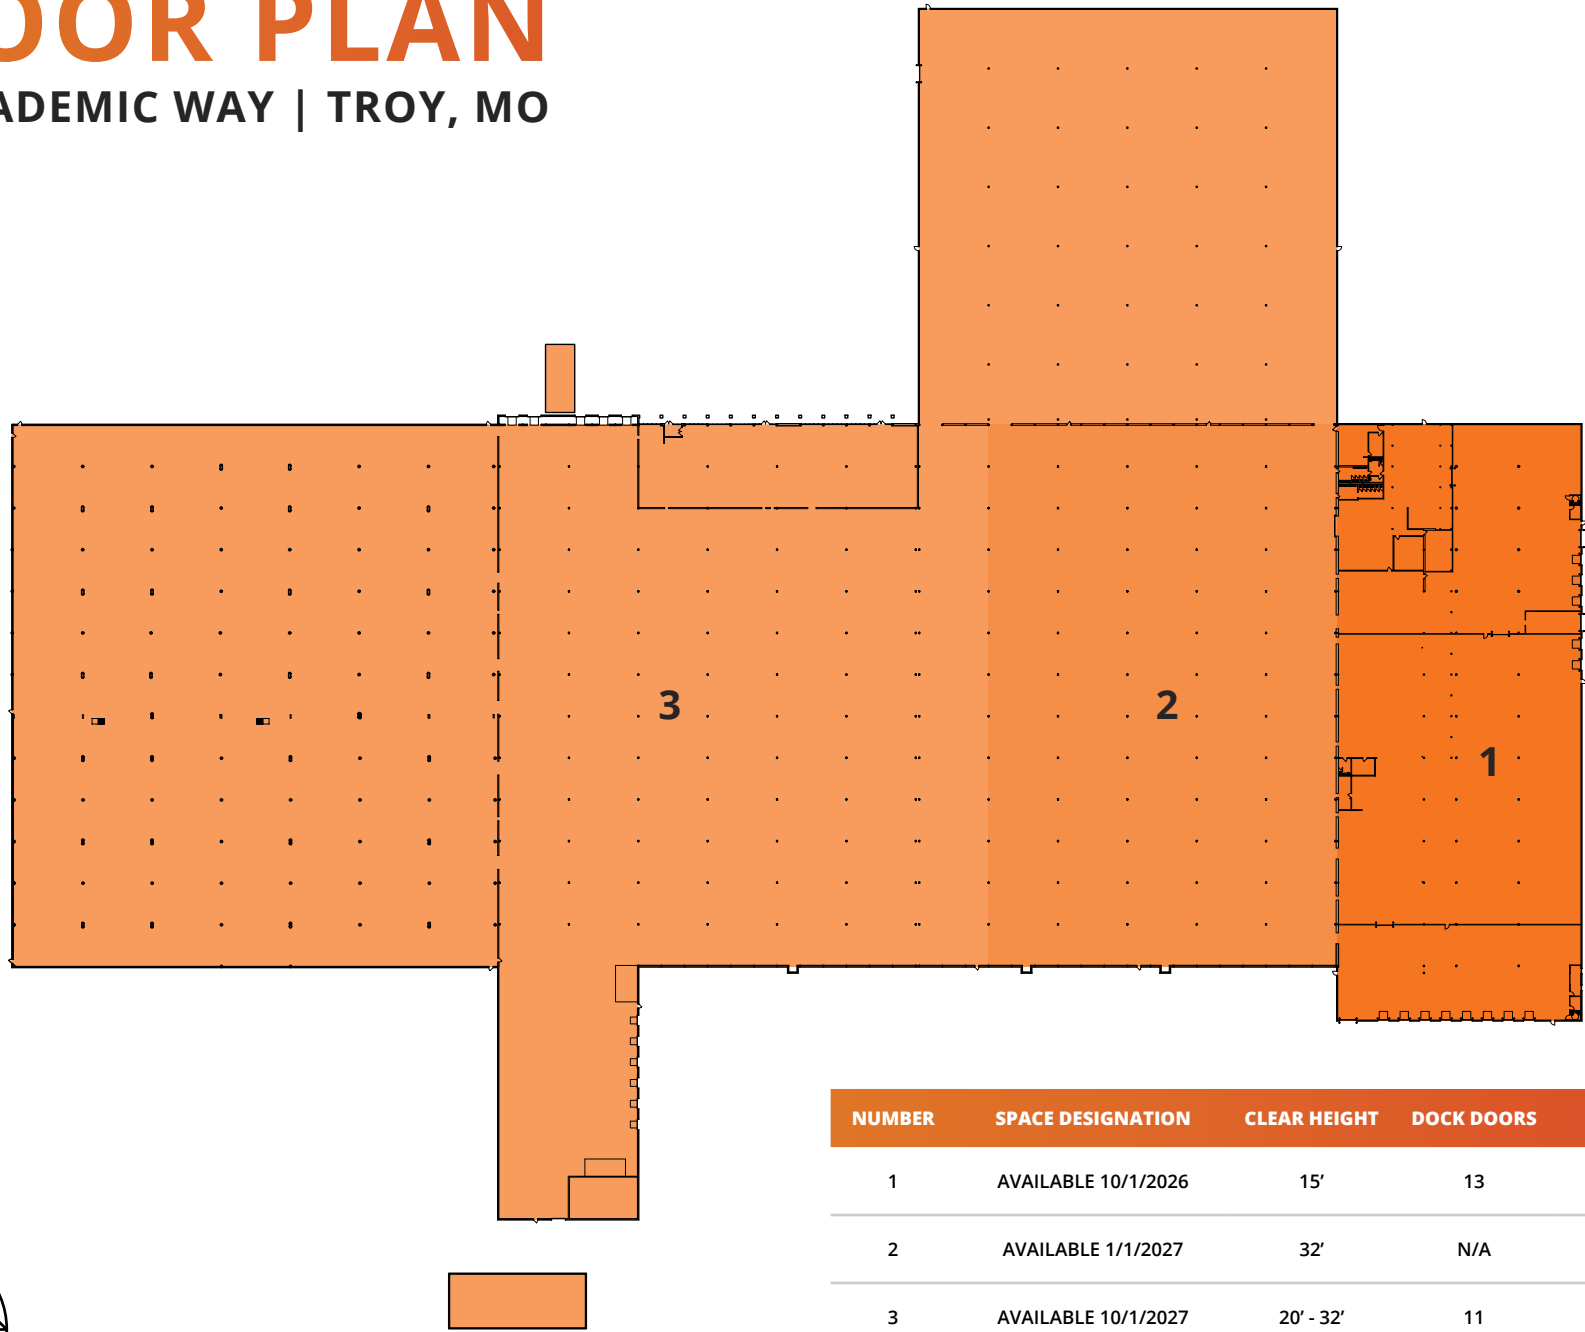 OOR PLAN
ADEMIC WAY | TROY, MO
3
2
1
NUMBER SPACE DESIGNATION CLEAR HEIGHT DOCK DOORS
1 AVAILABLE 10/1/2026 15’ 13
2 AVAILABLE 1/1/2027 32’ N/A
3 AVAILABLE 10/1/2027 20’ - 32’ 11